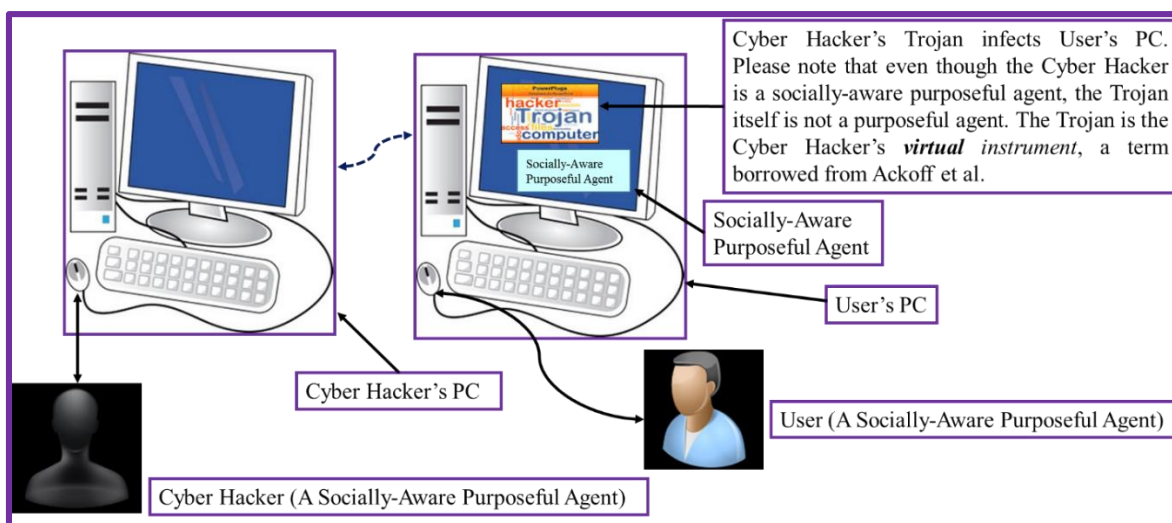 Cyber Hacker's Trojan infects User's PC.
Please note that even though the Cyber Hacker
is a socially-aware purposeful agent, the Trojan
itself is not a purposeful agent. The Trojan is the
Cyber Hacker's virtual instrument, a term
borrowed from Ackoff et al.
PowerPlugs
hacker
Trojan
access files
computer
Socially-Aware
Purposeful Agent
Socially-Aware
Purposeful Agent
User's PC
Cyber Hacker's PC
User (A Socially-Aware Purposeful Agent)
Cyber Hacker (A Socially-Aware Purposeful Agent)